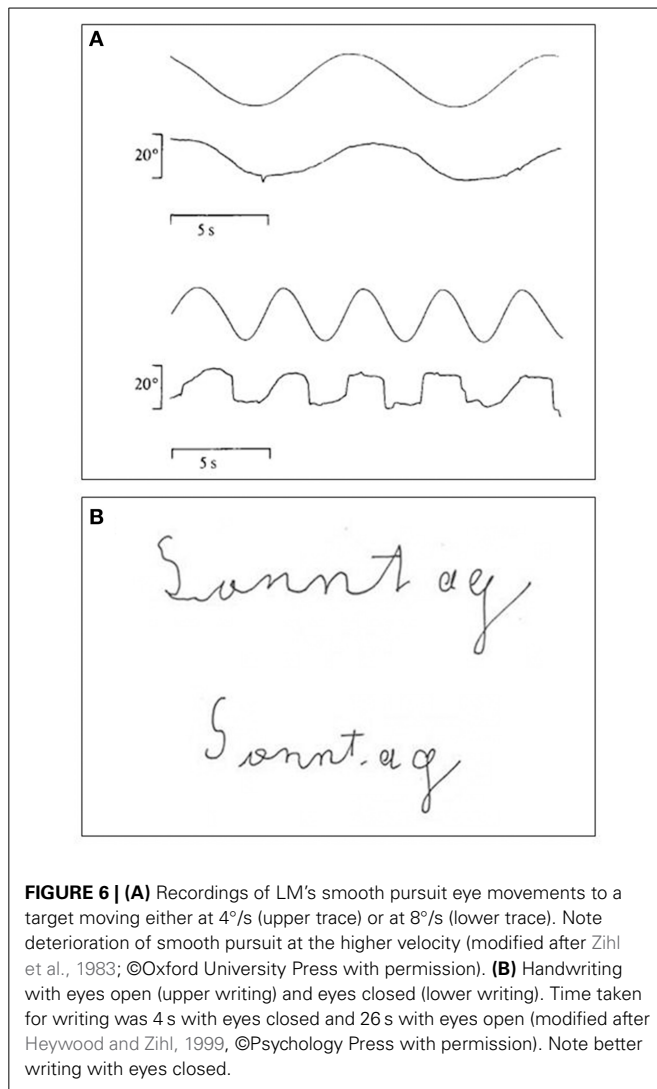 A
20°
5 s
20°
5 s
B
Sonntag
Sonnt.ag
FIGURE 6 | (A) Recordings of LM's smooth pursuit eye movements to a
target moving either at 4°/s (upper trace) or at 8°/s (lower trace). Note
deterioration of smooth pursuit at the higher velocity (modified after Zihl
et al., 1983; ©Oxford University Press with permission). (B) Handwriting
with eyes open (upper writing) and eyes closed (lower writing). Time taken
for writing was 4 s with eyes closed and 26 s with eyes open (modified after
Heywood and Zihl, 1999, ©Psychology Press with permission). Note better
writing with eyes closed.